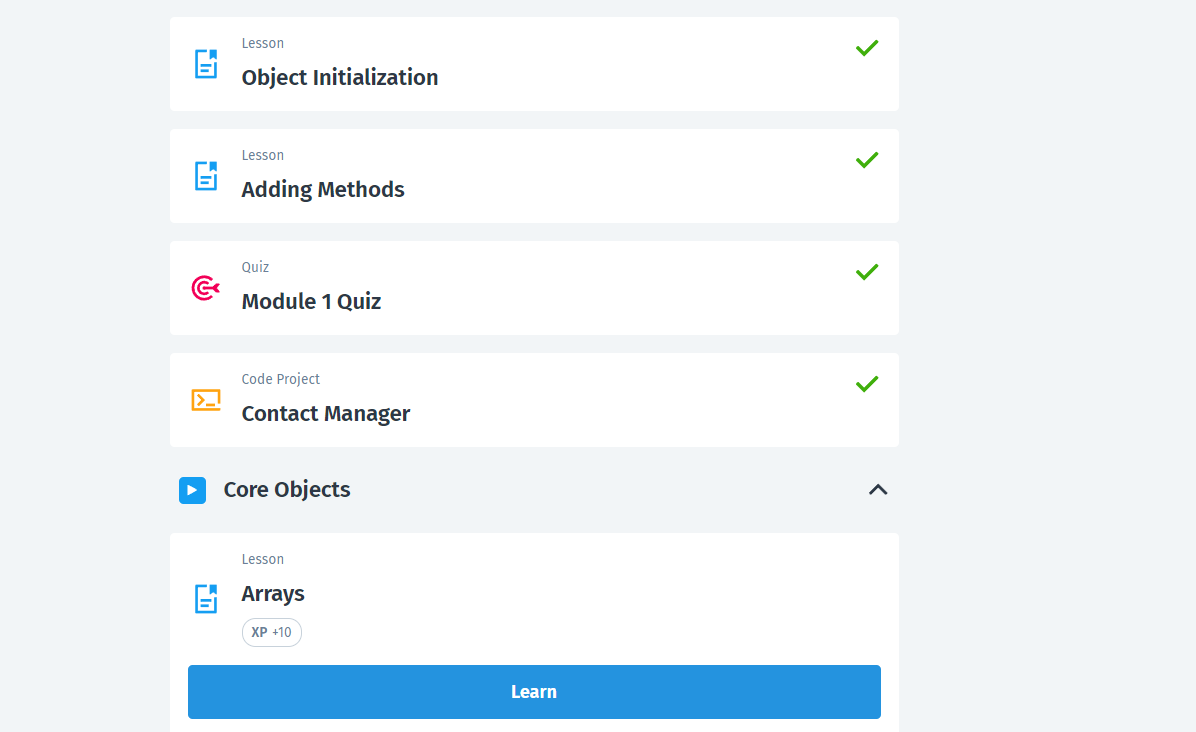 Lesson
Object Initialization
Lesson
Adding Methods
Quiz
Module 1 Quiz
Code Project
Contact Manager
Core Objects
Lesson
Arrays
XP +10
Learn